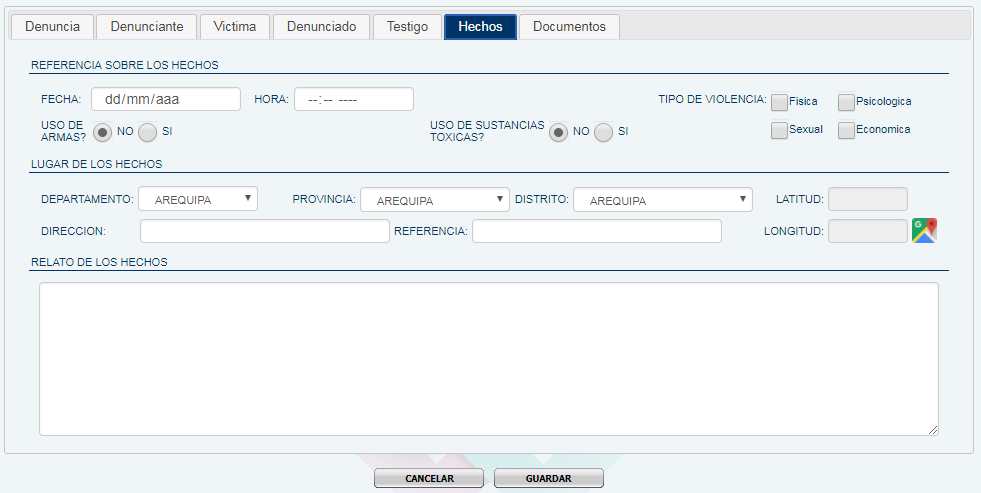 Denuncia Denunciante Victima Denunciado Testigo Hechos Documentos
REFERENCIA SOBRE LOS HECHOS
FECHA: dd/mm/aaa HORA: --:-- ---- TIPO DE VIOLENCIA: Fisica Psicologica
USO DE ARMAS? NO SI USO DE SUSTANCIAS TOXICAS? NO SI Sexual Economica
LUGAR DE LOS HECHOS
DEPARTAMENTO: AREQUIPA PROVINCIA: AREQUIPA DISTRITO: AREQUIPA LATITUD:
DIRECCION: REFERENCIA: LONGITUD: G
RELATO DE LOS HECHOS
CANCELAR GUARDAR